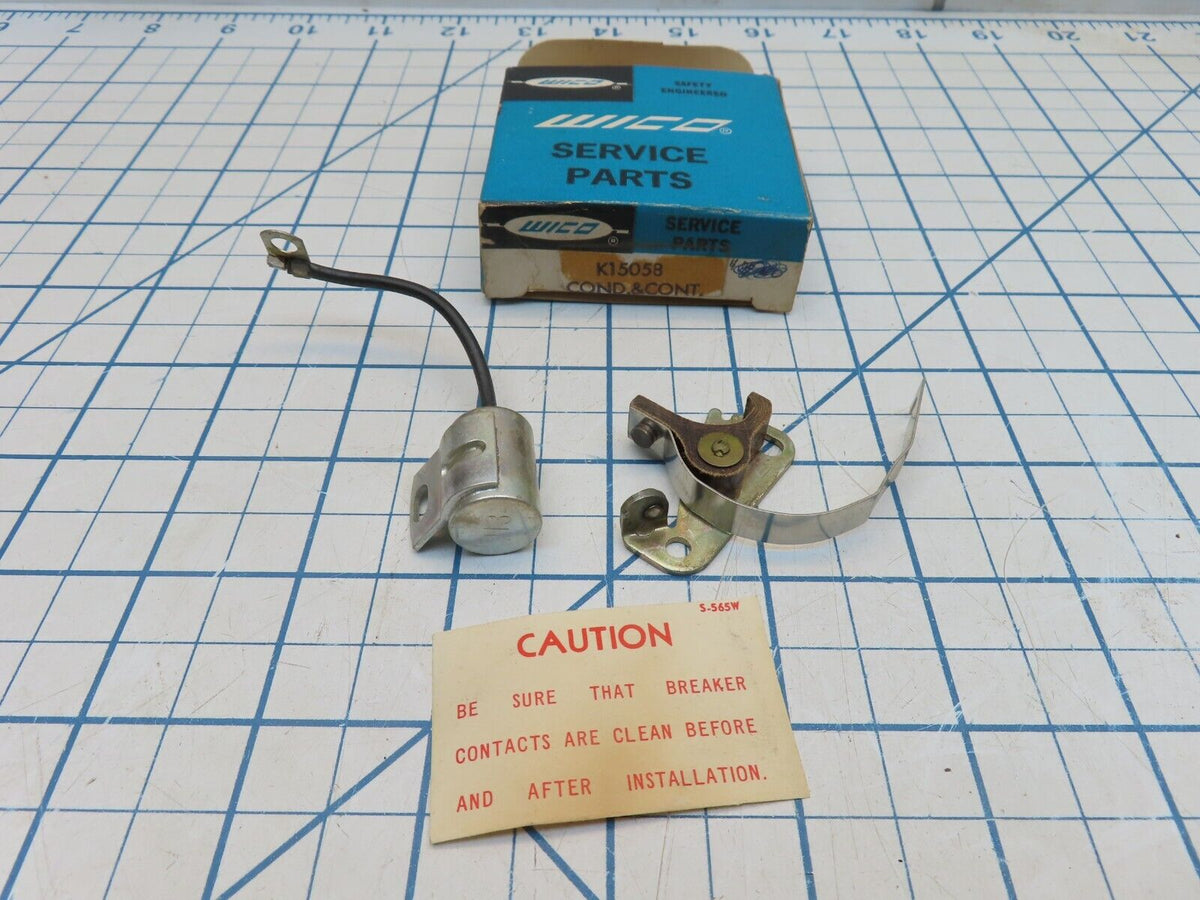 6 7 8 9 10 11 12 13 14 15 16 17 18 19 20 21
WICO ®
SAFETY
ENGINEERED
WICO ®
SERVICE
PARTS
WICO ®
SERVICE
PARTS
K15058
COND.&CONT.
S-565W
CAUTION
BE SURE THAT BREAKER
CONTACTS ARE CLEAN BEFORE
AND AFTER INSTALLATION.